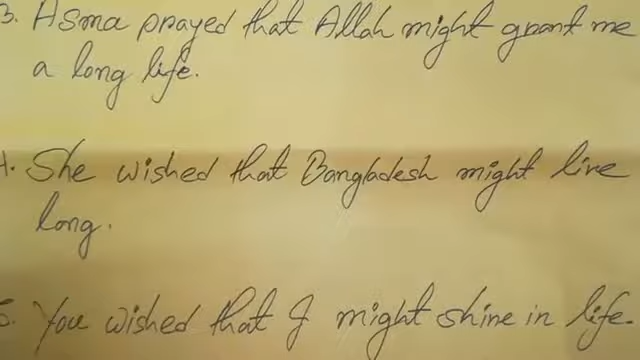 3. Asma prayed that Allah might grant me
a long life.
4. She wished that Bangladesh might live
long.
5. You wished that I might shine in life.